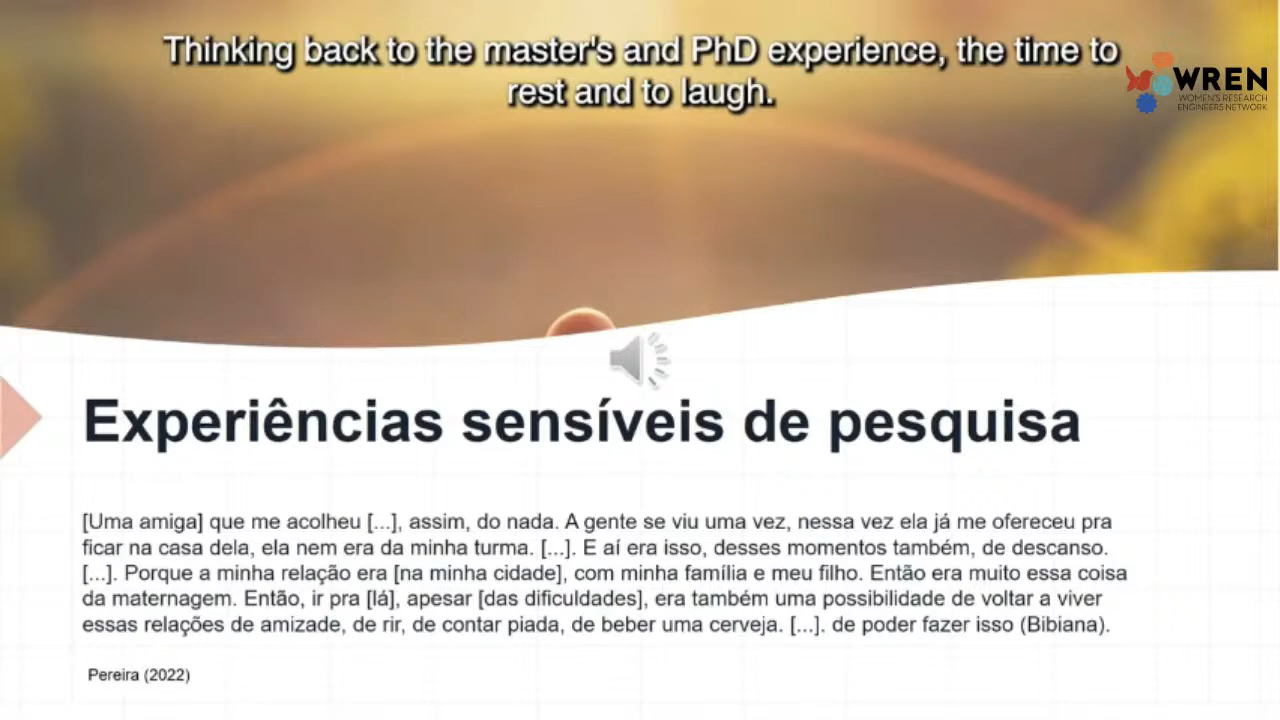 Thinking back to the master's and PhD experience, the time to
rest and to laugh.
WREN
WOMEN'S RESEARCH
ENGINEERS NETWORK
Experiências sensíveis de pesquisa
[Uma amiga] que me acolheu [...], assim, do nada. A gente se viu uma vez, nessa vez ela já me ofereceu pra
ficar na casa dela, ela nem era da minha turma. [...]. E aí era isso, desses momentos também, de descanso.
[...]. Porque a minha relação era [na minha cidade], com minha família e meu filho. Então era muito essa coisa
da maternagem. Então, ir pra [lá], apesar [das dificuldades], era também uma possibilidade de voltar a viver
essas relações de amizade, de rir, de contar piada, de beber uma cerveja. [...]. de poder fazer isso (Bibiana).
Pereira (2022)